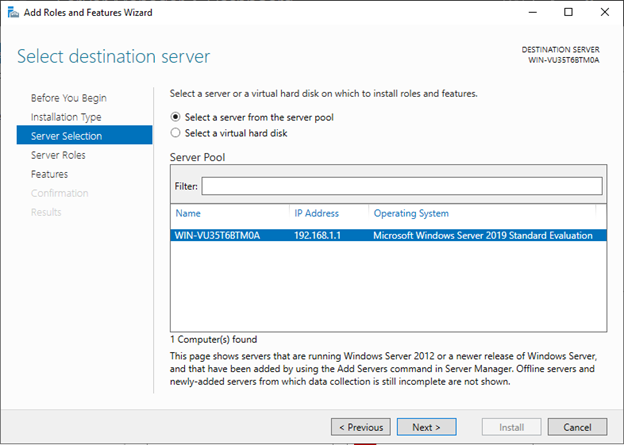 Add Roles and Features Wizard
Select destination server
DESTINATION SERVER
WIN-VU35T6BTM0A
Before You Begin
Installation Type
Server Selection
Server Roles
Features
Confirmation
Results
Select a server or a virtual hard disk on which to install roles and features.
Select a server from the server pool
Select a virtual hard disk
Server Pool
Filter:
Name IP Address Operating System
WIN-VU35T6BTM0A 192.168.1.1 Microsoft Windows Server 2019 Standard Evaluation
1 Computer(s) found
This page shows servers that are running Windows Server 2012 or a newer release of Windows Server,
and that have been added by using the Add Servers command in Server Manager. Offline servers and
newly-added servers from which data collection is still incomplete are not shown.
< Previous Next > Install Cancel